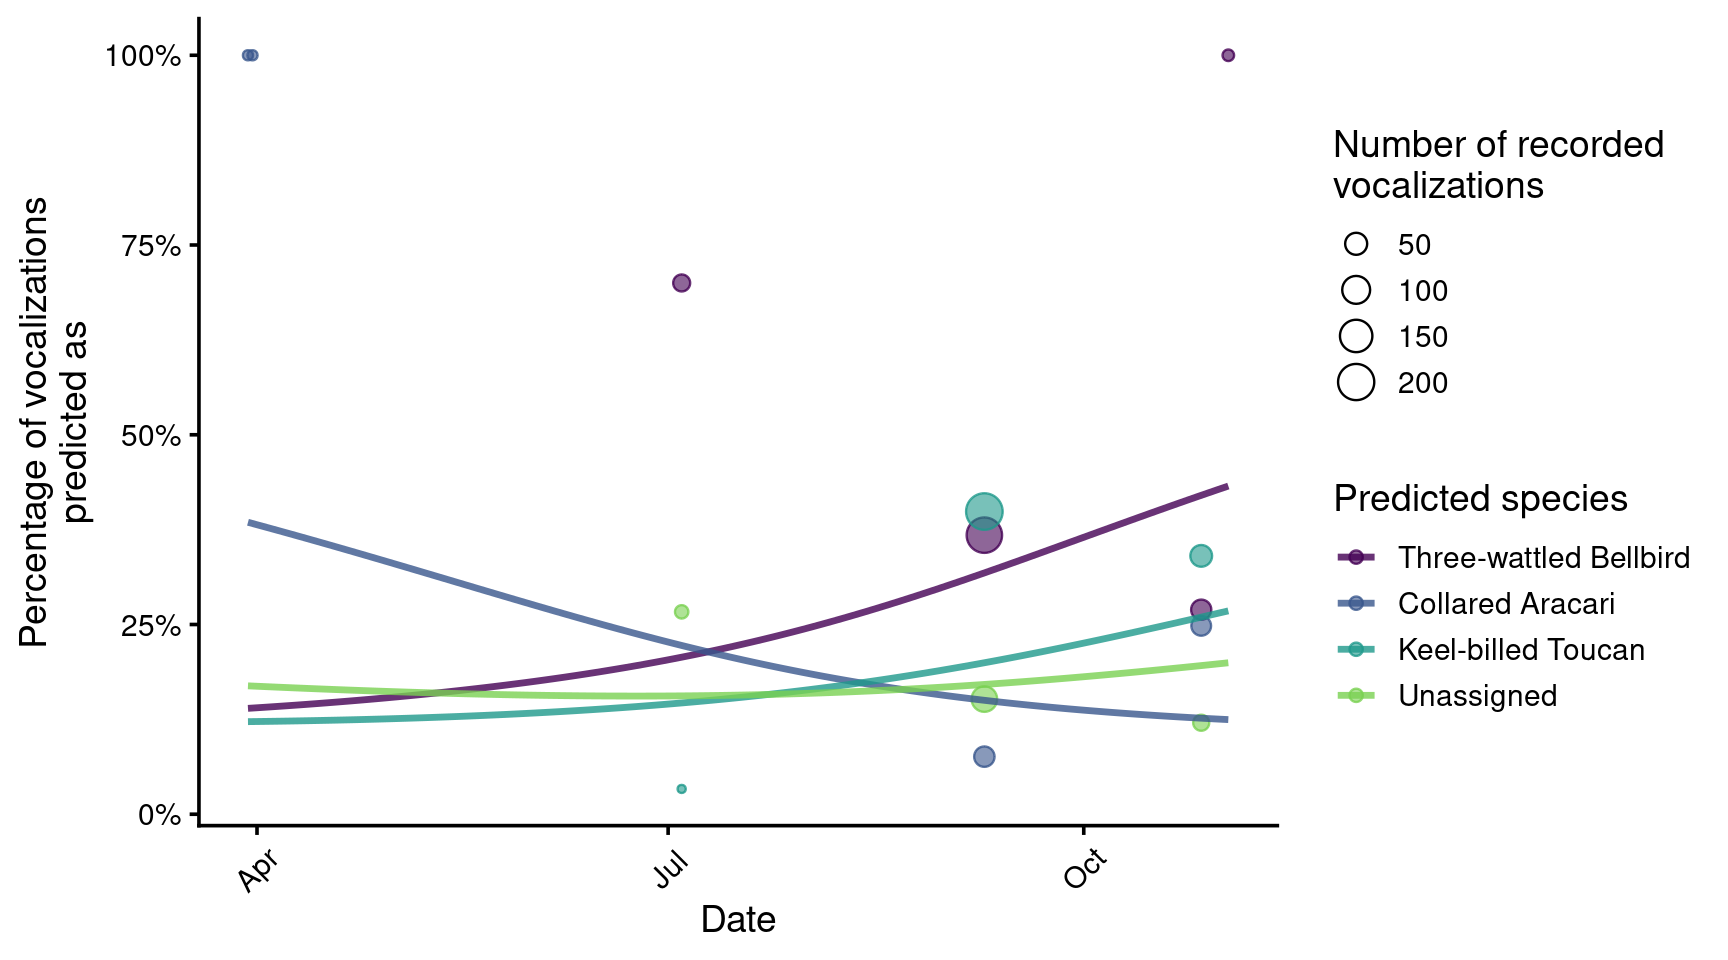 Percentage of vocalizations
predicted as
100%
75%
50%
25%
0%
Apr
Jul
Oct
Date
Number of recorded
vocalizations
50
100
150
200
Predicted species
Three-wattled Bellbird
Collared Aracari
Keel-billed Toucan
Unassigned